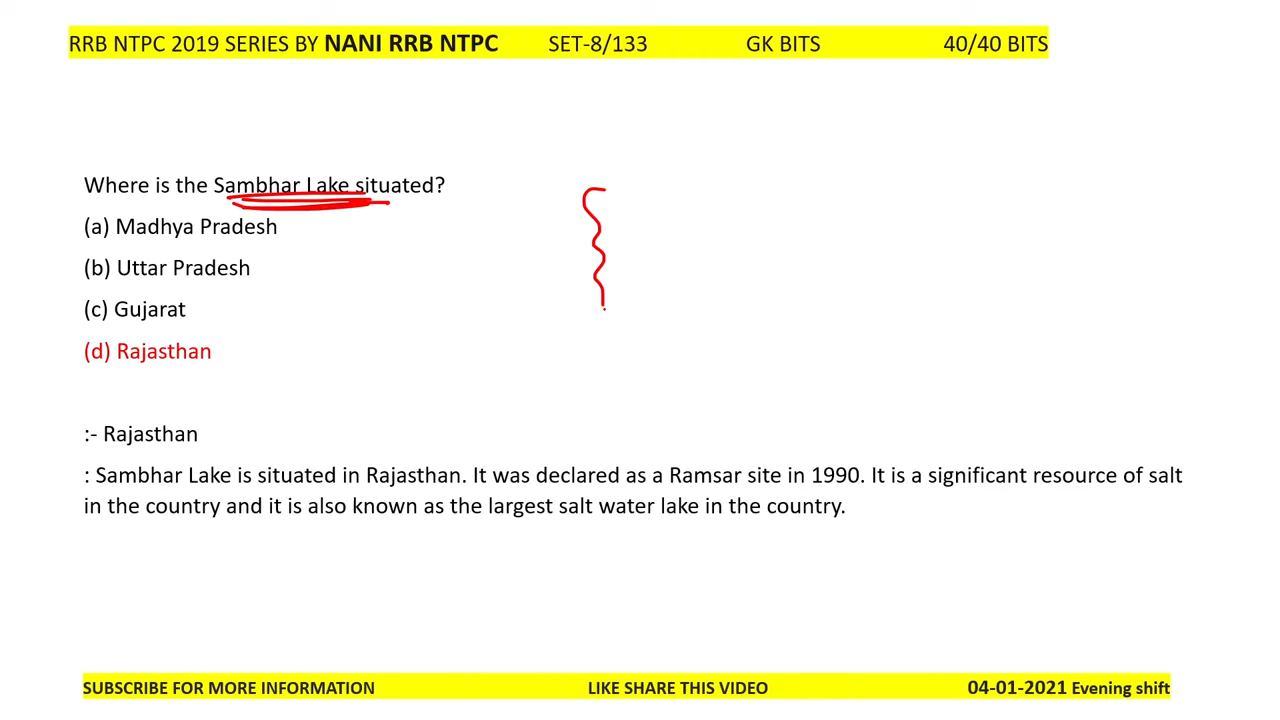 RRB NTPC 2019 SERIES BY NANI RRB NTPC SET-8/133 GK BITS 40/40 BITS
Where is the Sambhar Lake situated?
(a) Madhya Pradesh
(b) Uttar Pradesh
(c) Gujarat
(d) Rajasthan
:- Rajasthan
: Sambhar Lake is situated in Rajasthan. It was declared as a Ramsar site in 1990. It is a significant resource of salt
in the country and it is also known as the largest salt water lake in the country.
SUBSCRIBE FOR MORE INFORMATION LIKE SHARE THIS VIDEO 04-01-2021 Evening shift